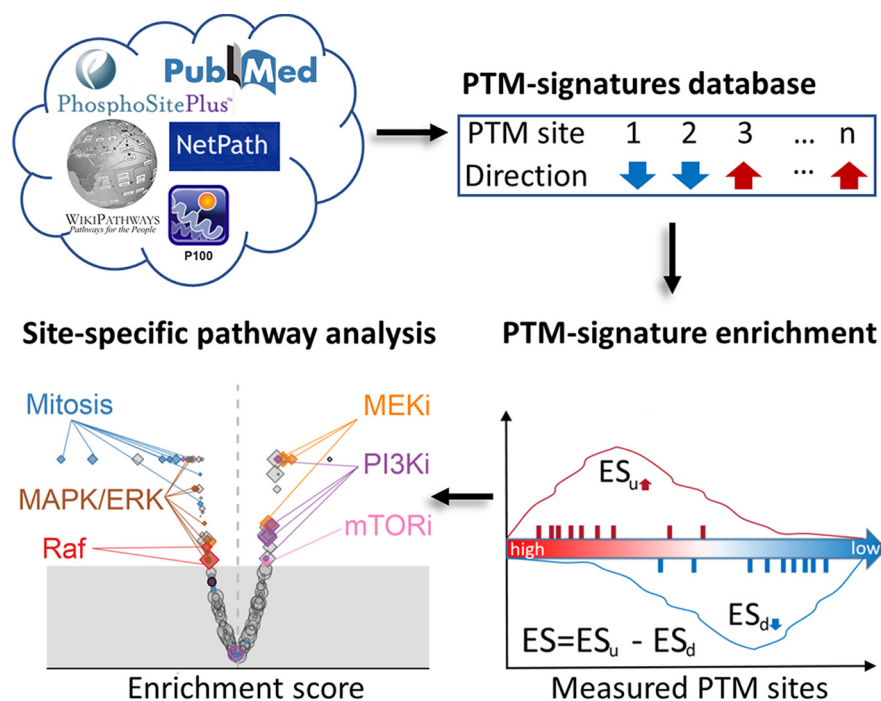 PubMed
PhosphoSitePlus™
NetPath
WIKIPATHWAYS
Pathways for the People
P100
PTM-signatures database
PTM site 1 2 3 ... n
Direction ...
Site-specific pathway analysis
Mitosis
MAPK/ERK
Raf
MEKi
PI3Ki
mTORi
Enrichment score
PTM-signature enrichment
ESu
high low
ESd
ES=ESu - ESd
Measured PTM sites